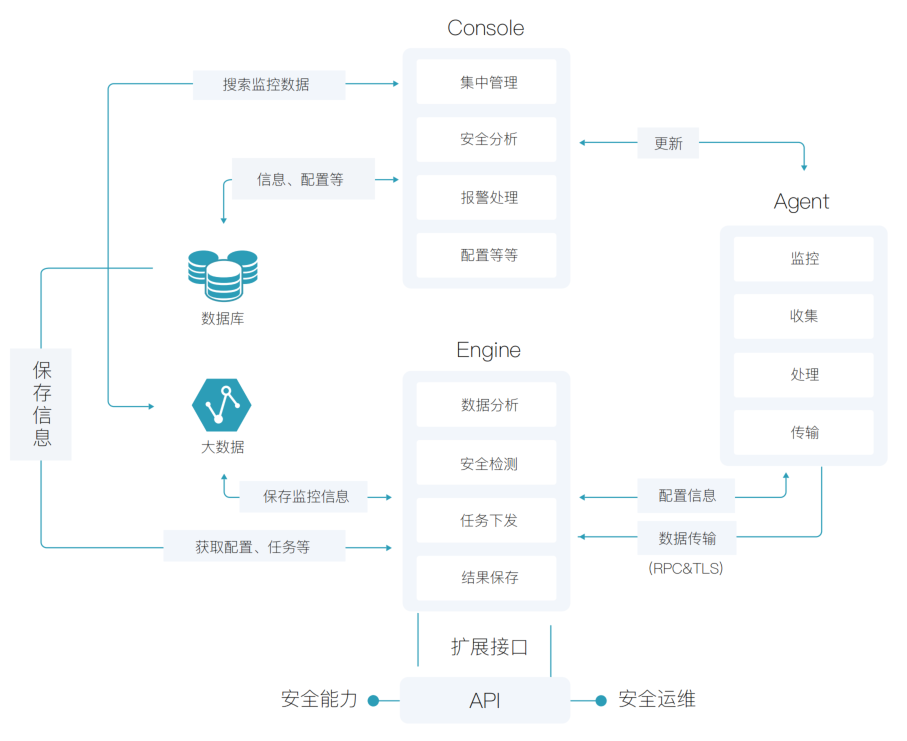 Console
集中管理
安全分析
报警处理
配置等等
搜索监控数据
信息、配置等
更新
Agent
监控
收集
处理
传输
数据库
大数据
保存信息
Engine
数据分析
安全检测
任务下发
结果保存
保存监控信息
获取配置、任务等
配置信息
数据传输
(RPC&TLS)
扩展接口
安全能力
API
安全运维